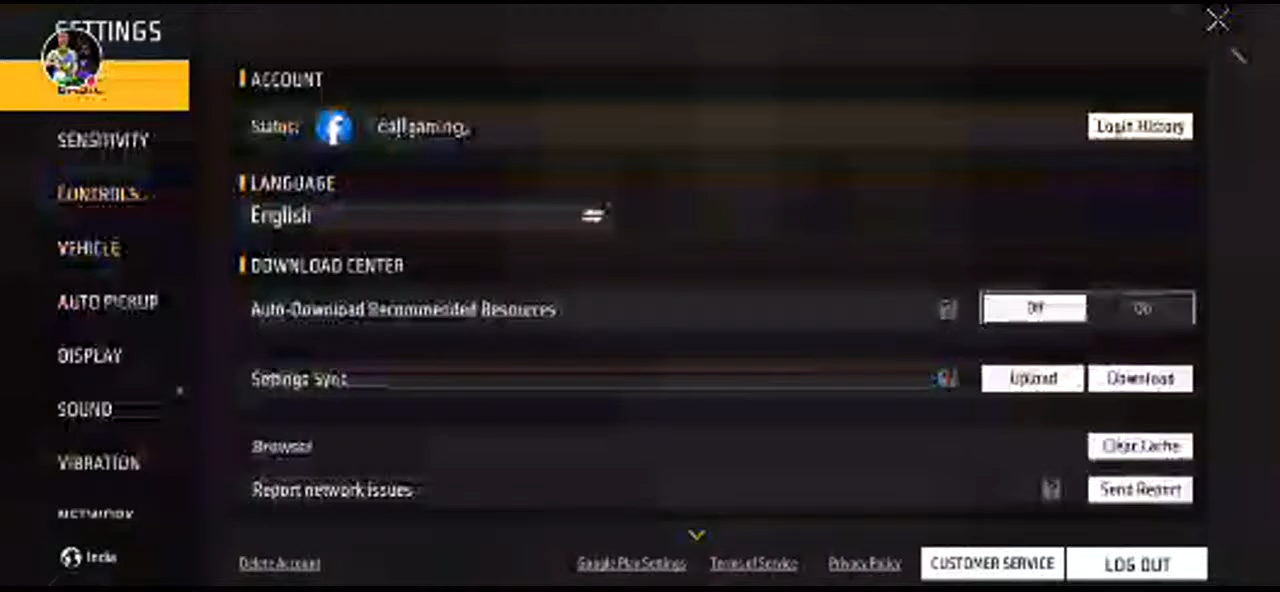 SETTINGS
BASIC
SENSITIVITY
CONTROLS
VEHICLE
AUTO PICKUP
DISPLAY
SOUND
VIBRATION
NETWORK
India
ACCOUNT
Status:
Login History
LANGUAGE
English
DOWNLOAD CENTER
Auto-Download Recommended Resources
Off On
Settings Sync
Upload Download
Browser
Clear Cache
Report network issues
Send Report
Delete Account
Google Play Settings Terms of Service Privacy Policy
CUSTOMER SERVICE
LOG OUT